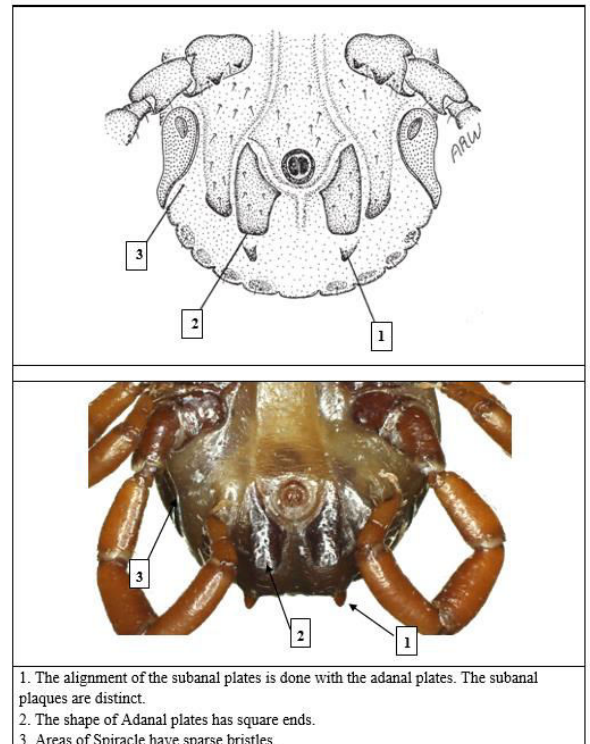 ARW
3
2
1
3
2
1
1. The alignment of the subanal plates is done with the adanal plates. The subanal
plaques are distinct.
2. The shape of Adanal plates has square ends.
3. Areas of Spiracle have sparse bristles